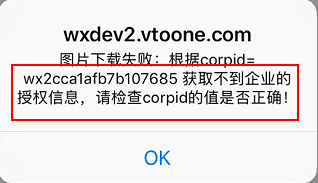 wxdev2.vtoone.com
图片下载失败：根据corpid=
wx2cca1afb7b107685 获取不到企业的
授权信息，请检查corpid的值是否正确！
OK